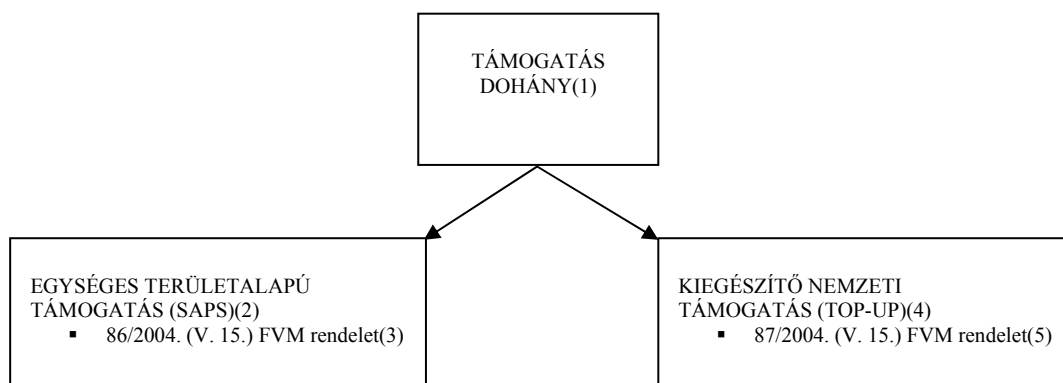 TÁMOGATÁS
DOHÁNY(1)
EGYSÉGES TERÜLETALAPÚ
TÁMOGATÁS (SAPS)(2)
▪ 86/2004. (V. 15.) FVM rendelet(3)
KIEGÉSZÍTŐ NEMZETI
TÁMOGATÁS (TOP-UP)(4)
▪ 87/2004. (V. 15.) FVM rendelet(5)